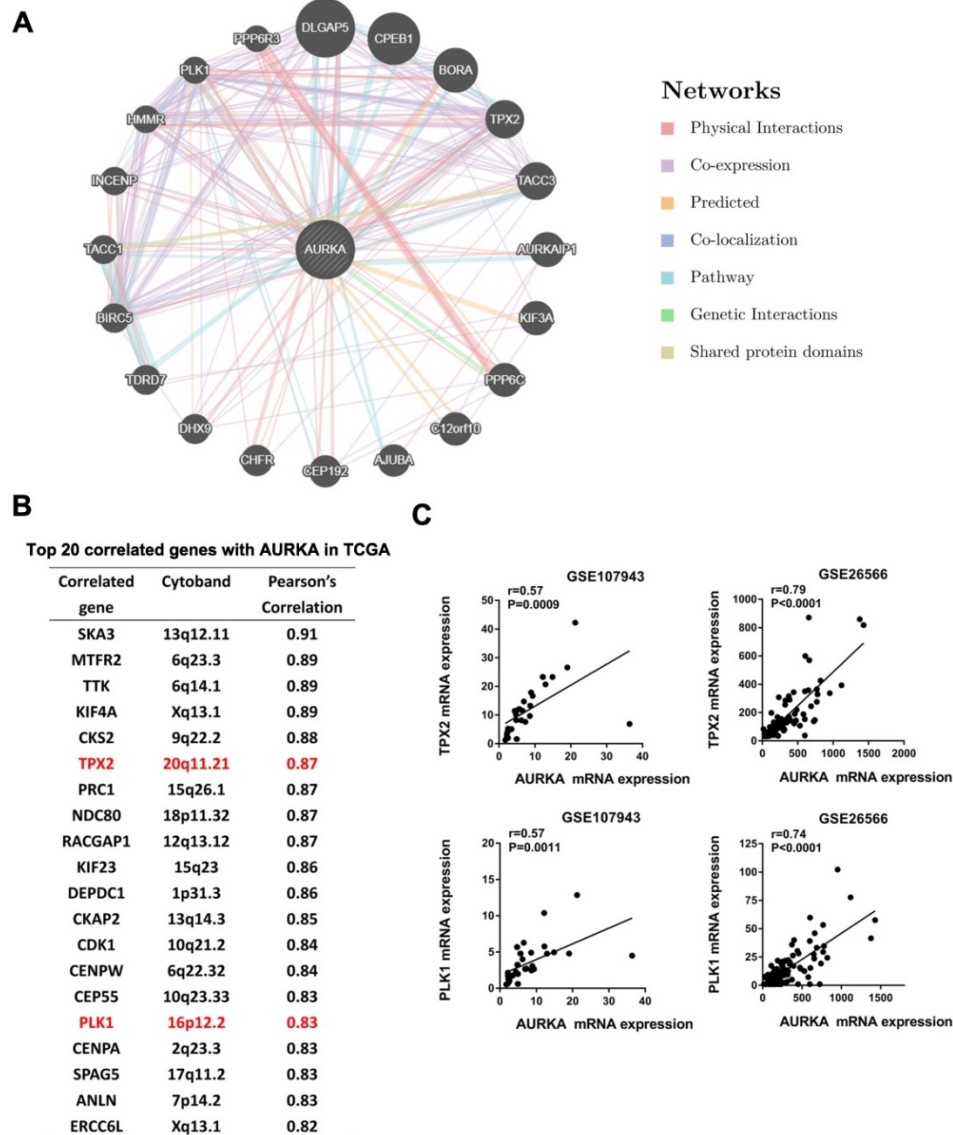 A
DLGAP5
CPEB1
PPP6R3
BORA
PLK1
TPX2
HMMR
TACC3
INCENP
AURKAIP1
TACC1
AURKA
KIF3A
BIRC5
PPP6C
TDRD7
C12orf10
DHX9
AJUBA
CHFR
CEP192
Networks
Physical Interactions
Co-expression
Predicted
Co-localization
Pathway
Genetic Interactions
Shared protein domains
B
Top 20 correlated genes with AURKA in TCGA
Correlated gene Cytoband Pearson's Correlation
SKA3 13q12.11 0.91
MTFR2 6q23.3 0.89
TTK 6q14.1 0.89
KIF4A Xq13.1 0.89
CKS2 9q22.2 0.88
TPX2 20q11.21 0.87
PRC1 15q26.1 0.87
NDC80 18p11.32 0.87
RACGAP1 12q13.12 0.87
KIF23 15q23 0.86
DEPDC1 1p31.3 0.86
CKAP2 13q14.3 0.85
CDK1 10q21.2 0.84
CENPW 6q22.32 0.84
CEP55 10q23.33 0.83
PLK1 16p12.2 0.83
CENPA 2q23.3 0.83
SPAG5 17q11.2 0.83
ANLN 7p14.2 0.83
ERCC6L Xq13.1 0.82
C
GSE107943
r=0.57
P=0.0009
TPX2 mRNA expression
50
40
30
20
10
0
0 10 20 30 40
AURKA mRNA expression
GSE26566
r=0.79
P<0.0001
TPX2 mRNA expression
1000
800
600
400
200
0
0 500 1000 1500 2000
AURKA mRNA expression
GSE107943
r=0.57
P=0.0011
PLK1 mRNA expression
20
15
10
5
0
0 10 20 30 40
AURKA mRNA expression
GSE26566
r=0.74
P<0.0001
PLK1 mRNA expression
125
100
75
50
25
0
0 500 1000 1500
AURKA mRNA expression